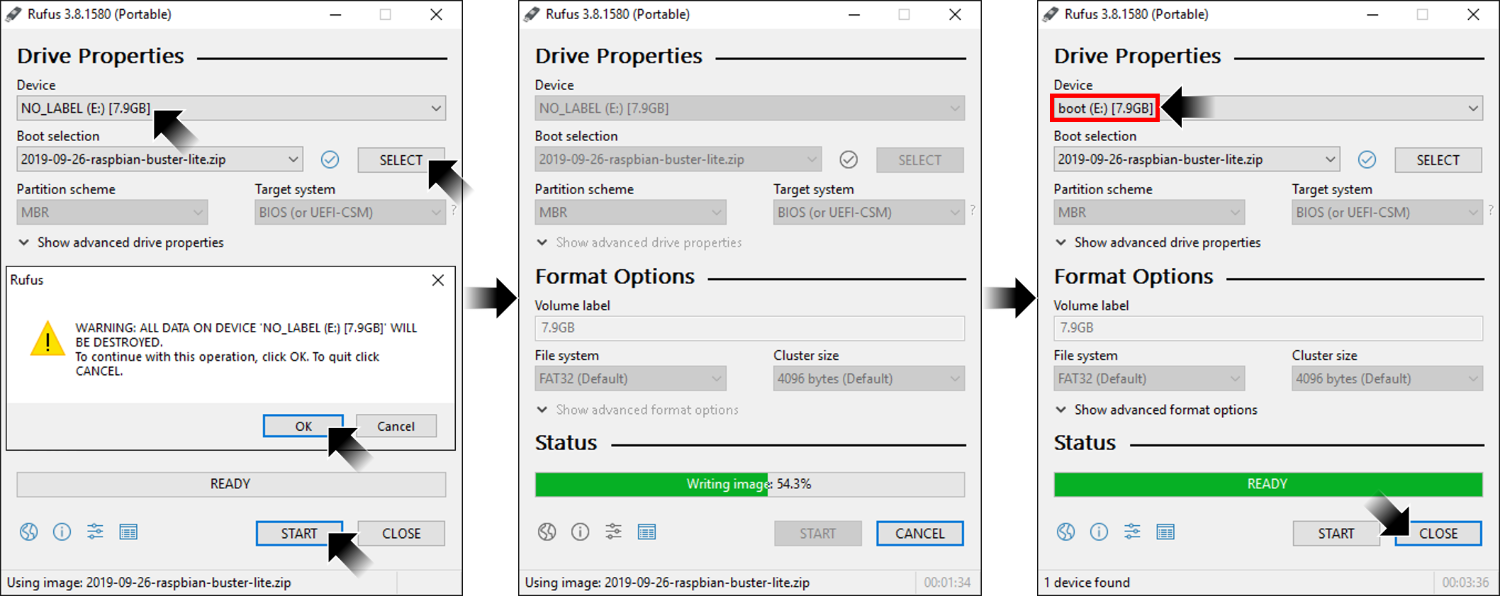 Rufus 3.8.1580 (Portable)
Drive Properties
Device
NO_LABEL (E:) [7.9GB]
Boot selection
2019-09-26-raspbian-buster-lite.zip
SELECT
Partition scheme
Target system
MBR
BIOS (or UEFI-CSM)
?
Show advanced drive properties
Rufus
WARNING: ALL DATA ON DEVICE 'NO_LABEL (E:) [7.9GB]' WILL
BE DESTROYED.
To continue with this operation, click OK. To quit click
CANCEL.
OK
Cancel
READY
START
CLOSE
Using image: 2019-09-26-raspbian-buster-lite.zip
Rufus 3.8.1580 (Portable)
Drive Properties
Device
NO_LABEL (E:) [7.9GB]
Boot selection
2019-09-26-raspbian-buster-lite.zip
SELECT
Partition scheme
Target system
MBR
BIOS (or UEFI-CSM)
?
Show advanced drive properties
Format Options
Volume label
7.9GB
File system
Cluster size
FAT32 (Default)
4096 bytes (Default)
Show advanced format options
Status
Writing image: 54.3%
START
CANCEL
Using image: 2019-09-26-raspbian-buster-lite.zip
00:01:34
Rufus 3.8.1580 (Portable)
Drive Properties
Device
boot (E:) [7.9GB]
Boot selection
2019-09-26-raspbian-buster-lite.zip
SELECT
Partition scheme
Target system
MBR
BIOS (or UEFI-CSM)
?
Show advanced drive properties
Format Options
Volume label
7.9GB
File system
Cluster size
FAT32 (Default)
4096 bytes (Default)
Show advanced format options
Status
READY
START
CLOSE
1 device found
00:03:36